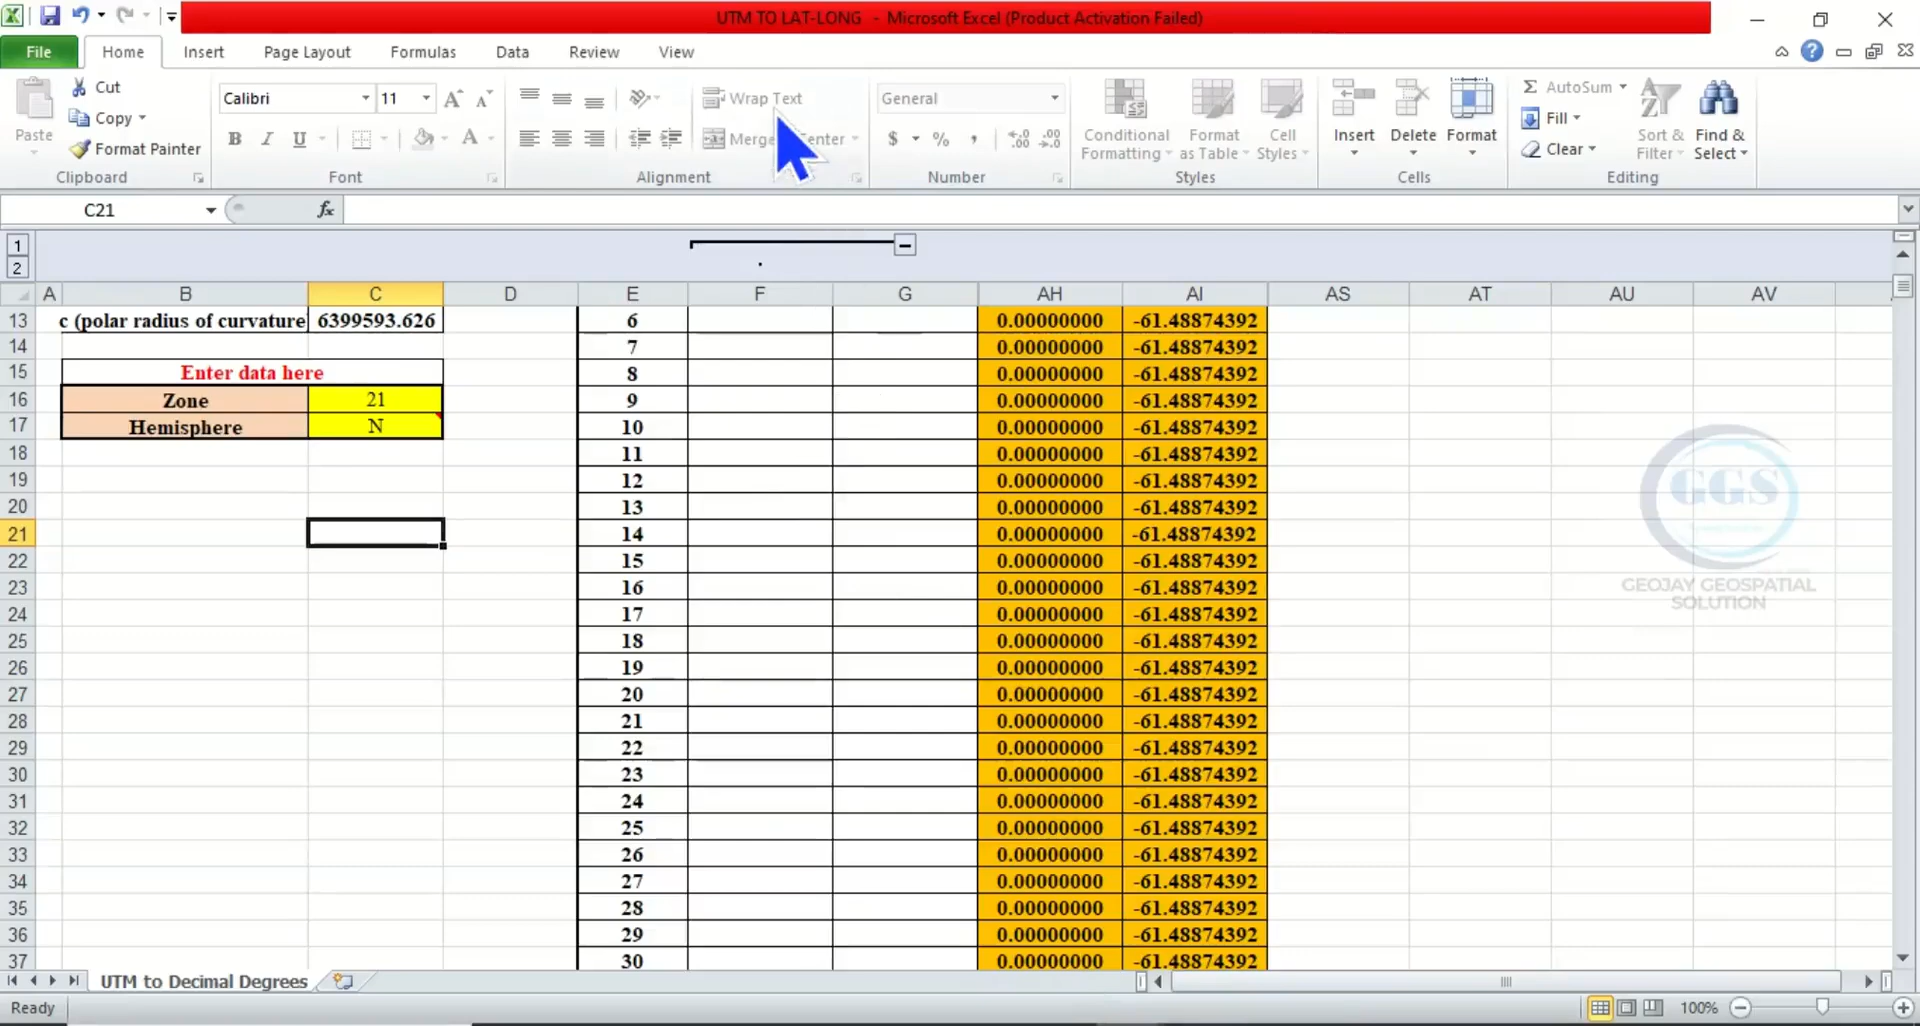 UTM TO LAT-LONG - Microsoft Excel (Product Activation Failed)
File Home Insert Page Layout Formulas Data Review View
Paste
Cut
Copy
Format Painter
Clipboard
Calibri 11
B I U A
Font
Wrap Text
Alignment
General
$ % ,
Number
Conditional Formatting
Format as Table
Cell Styles
Styles
Insert Delete Format
Cells
Σ AutoSum
Fill
Clear
Sort & Filter
Find & Select
Editing
C21 fx
1
2
A B C D E F G AH AI AS AT AU AV
13 c (polar radius of curvature 6399593.626 6 0.00000000 -61.48874392
14 7 0.00000000 -61.48874392
15 Enter data here 8 0.00000000 -61.48874392
16 Zone 21 9 0.00000000 -61.48874392
17 Hemisphere N 10 0.00000000 -61.48874392
18 11 0.00000000 -61.48874392
19 12 0.00000000 -61.48874392
20 13 0.00000000 -61.48874392
21 14 0.00000000 -61.48874392
22 15 0.00000000 -61.48874392
23 16 0.00000000 -61.48874392
24 17 0.00000000 -61.48874392
25 18 0.00000000 -61.48874392
26 19 0.00000000 -61.48874392
27 20 0.00000000 -61.48874392
28 21 0.00000000 -61.48874392
29 22 0.00000000 -61.48874392
30 23 0.00000000 -61.48874392
31 24 0.00000000 -61.48874392
32 25 0.00000000 -61.48874392
33 26 0.00000000 -61.48874392
34 27 0.00000000 -61.48874392
35 28 0.00000000 -61.48874392
36 29 0.00000000 -61.48874392
37 30 0.00000000 -61.48874392
GGS
GEOJAY GEOSPATIAL
SOLUTION
UTM to Decimal Degrees
Ready 100%